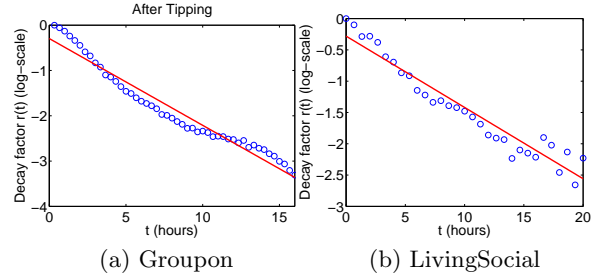 After Tipping
Decay factor r(t) (log−scale)
0
−1
−2
−3
−4
0 5 10 15
t (hours)
(a) Groupon
Decay factor r(t) (log−scale)
0
−0.5
−1
−1.5
−2
−2.5
−3
0 5 10 15 20
t (hours)
(b) LivingSocial